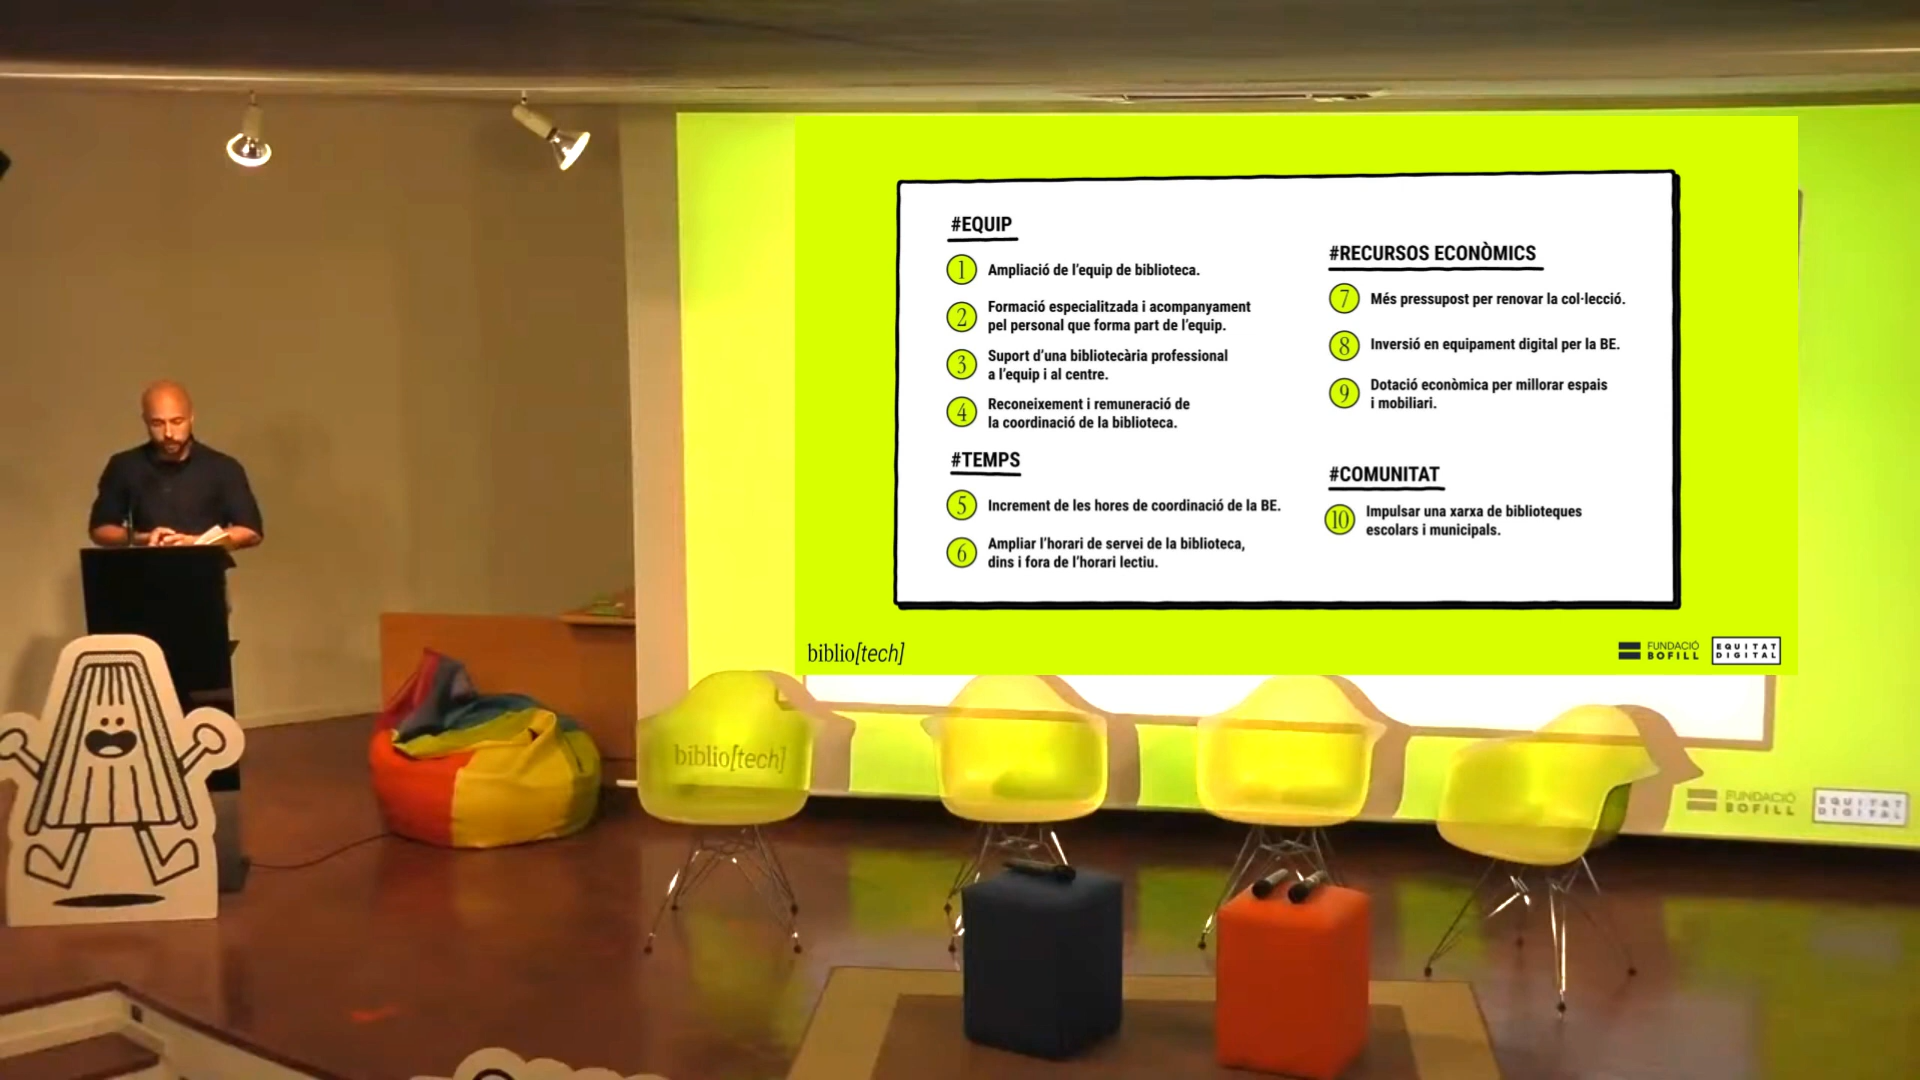 #EQUIP
1 Ampliació de l'equip de biblioteca.
2 Formació especialitzada i acompanyament
pel personal que forma part de l'equip.
3 Suport d'una bibliotecària professional
a l'equip i al centre.
4 Reconeixement i remuneració de
la coordinació de la biblioteca.
#TEMPS
5 Increment de les hores de coordinació de la BE.
6 Ampliar l'horari de servei de la biblioteca,
dins i fora de l'horari lectiu.
#RECURSOS ECONÒMICS
7 Més pressupost per renovar la col·lecció.
8 Inversió en equipament digital per la BE.
9 Dotació econòmica per millorar espais
i mobiliari.
#COMUNITAT
10 Impulsar una xarxa de biblioteques
escolars i municipals.
biblio[tech]
FUNDACIÓ
BOFILL
EQUITAT
DIGITAL
biblio[tech]
FUNDACIÓ
BOFILL
EQUITAT
DIGITAL